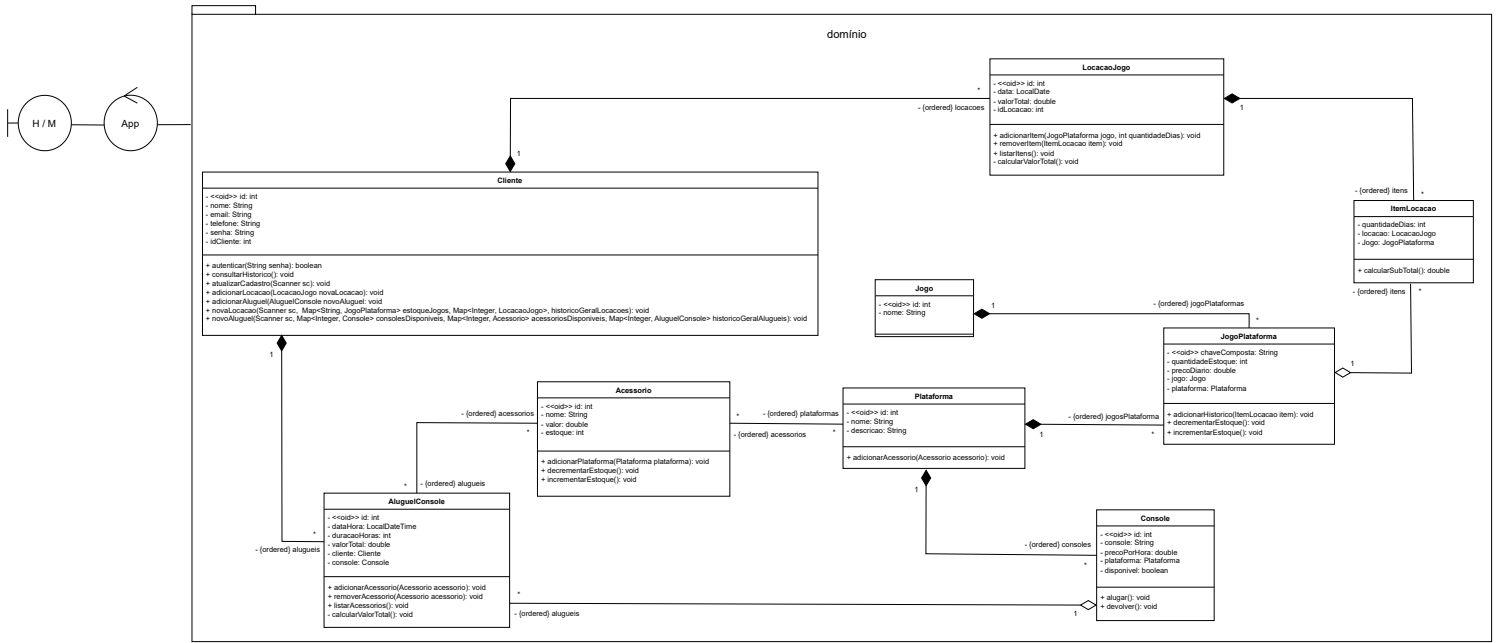 domínio
H / M
App
LocacaoJogo
- <<oid>> id: int
- data: LocalDate
- valorTotal: double
- idLocacao: int
+ adicionarItem(JogoPlataforma jogo, int quantidadeDias): void
+ removerItem(ItemLocacao item): void
+ listarItens(): void
- calcularValorTotal(): void
*
- {ordered} locacoes
1
1
- {ordered} itens
*
Cliente
- <<oid>> id: int
- nome: String
- email: String
- telefone: String
- senha: String
- idCliente: int
+ autenticar(String senha): boolean
+ consultarHistorico(): void
+ atualizarCadastro(Scanner sc): void
+ adicionarLocacao(LocacaoJogo novaLocacao): void
+ adicionarAluguel(AluguelConsole novoAluguel: void
+ novaLocacao(Scanner sc, Map<String, JogoPlataforma> estoqueJogos, Map<Integer, LocacaoJogo>, historicoGeralLocacoes): void
+ novoAluguel(Scanner sc, Map<Integer, Console> consolesDisponiveis, Map<Integer, Acessorio> acessoriosDisponiveis, Map<Integer, AluguelConsole> historicoGeralAlugueis): void
ItemLocacao
- quantidadeDias: int
- locacao: LocacaoJogo
- Jogo: JogoPlataforma
+ calcularSubTotal(): double
- {ordered} itens
*
Jogo
- <<oid>> id: int
- nome: String
1
- {ordered} jogoPlataformas
*
JogoPlataforma
- <<oid>> chaveComposta: String
- quantidadeEstoque: int
- precoDiario: double
- jogo: Jogo
- plataforma: Plataforma
+ adicionarHistorico(ItemLocacao item): void
+ decrementarEstoque(): void
+ incrementarEstoque(): void
1
1
Acessorio
- <<oid>> id: int
- nome: String
- valor: double
- estoque: int
+ adicionarPlataforma(Plataforma plataforma): void
+ decrementarEstoque(): void
+ incrementarEstoque(): void
- {ordered} acessorios
*
*
- {ordered} plataformas
- {ordered} acessorios
*
Plataforma
- <<oid>> id: int
- nome: String
- descricao: String
+ adicionarAcessorio(Acessorio acessorio): void
- {ordered} jogosPlataforma
1
*
1
*
- {ordered} alugueis
AluguelConsole
- <<oid>> id: int
- dataHora: LocalDateTime
- duracaoHoras: int
- valorTotal: double
- cliente: Cliente
- console: Console
+ adicionarAcessorio(Acessorio acessorio): void
+ removerAcessorio(Acessorio acessorio): void
+ listarAcessorios(): void
- calcularValorTotal(): void
*
- {ordered} alugueis
*
- {ordered} alugueis
Console
- <<oid>> id: int
- console: String
- precoPorHora: double
- plataforma: Plataforma
- disponivel: boolean
+ alugar(): void
+ devolver(): void
- {ordered} consoles
*
1